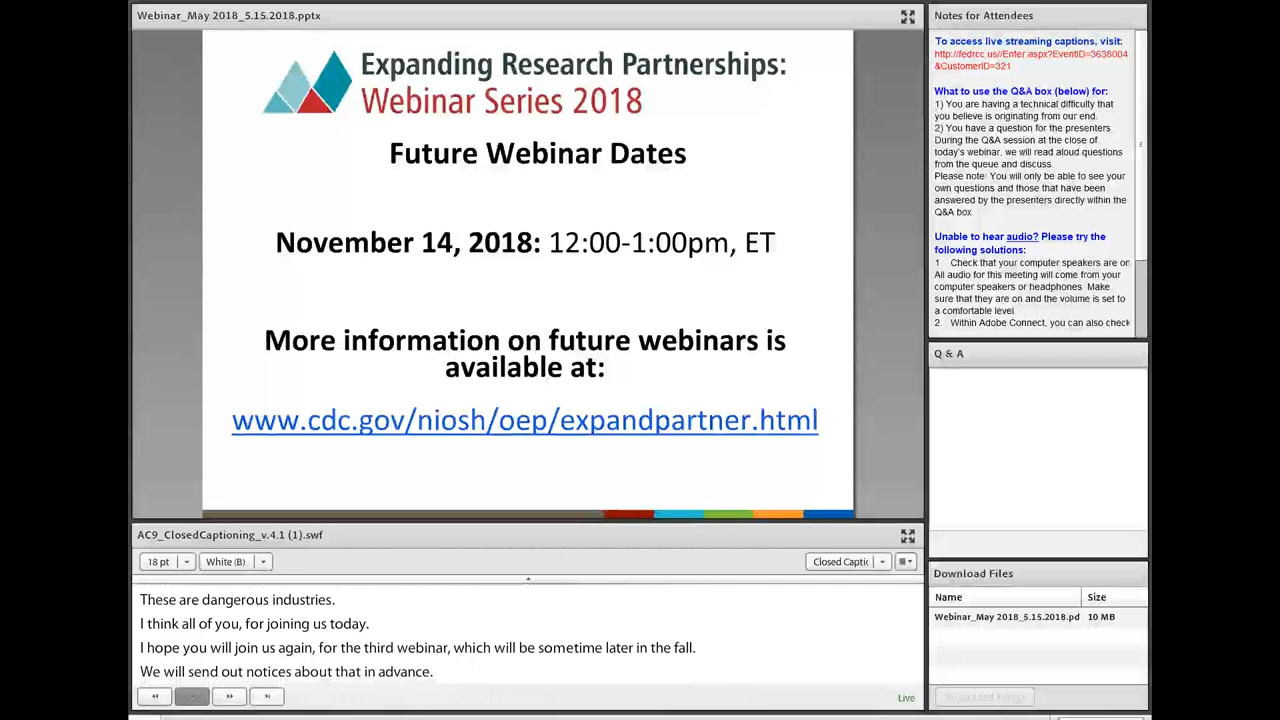 Webinar_May 2018_5.15.2018.pptx
Expanding Research Partnerships:
Webinar Series 2018
Future Webinar Dates
November 14, 2018: 12:00-1:00pm, ET
More information on future webinars is
available at:
www.cdc.gov/niosh/oep/expandpartner.html
AC9_ClosedCaptioning_v.4.1 (1).swf
18 pt
White (B)
Closed Captic
These are dangerous industries.
I think all of you, for joining us today.
I hope you will join us again, for the third webinar, which will be sometime later in the fall.
We will send out notices about that in advance.
Live
Notes for Attendees
To access live streaming captions, visit:
http://fedrcc.us//Enter.aspx?EventID=3638004
&CustomerID=321
What to use the Q&A box (below) for:
1) You are having a technical difficulty that
you believe is originating from our end.
2) You have a question for the presenters
During the Q&A session at the close of
today's webinar, we will read aloud questions
from the queue and discuss.
Please note: You will only be able to see your
own questions and those that have been
answered by the presenters directly within the
Q&A box.
Unable to hear audio? Please try the
following solutions:
1 Check that your computer speakers are on
All audio for this meeting will come from your
computer speakers or headphones Make
sure that they are on and the volume is set to
a comfortable level
2. Within Adobe Connect, you can also check
Q & A
Download Files
Name Size
Webinar_May 2018_5.15.2018.pd 10 MB